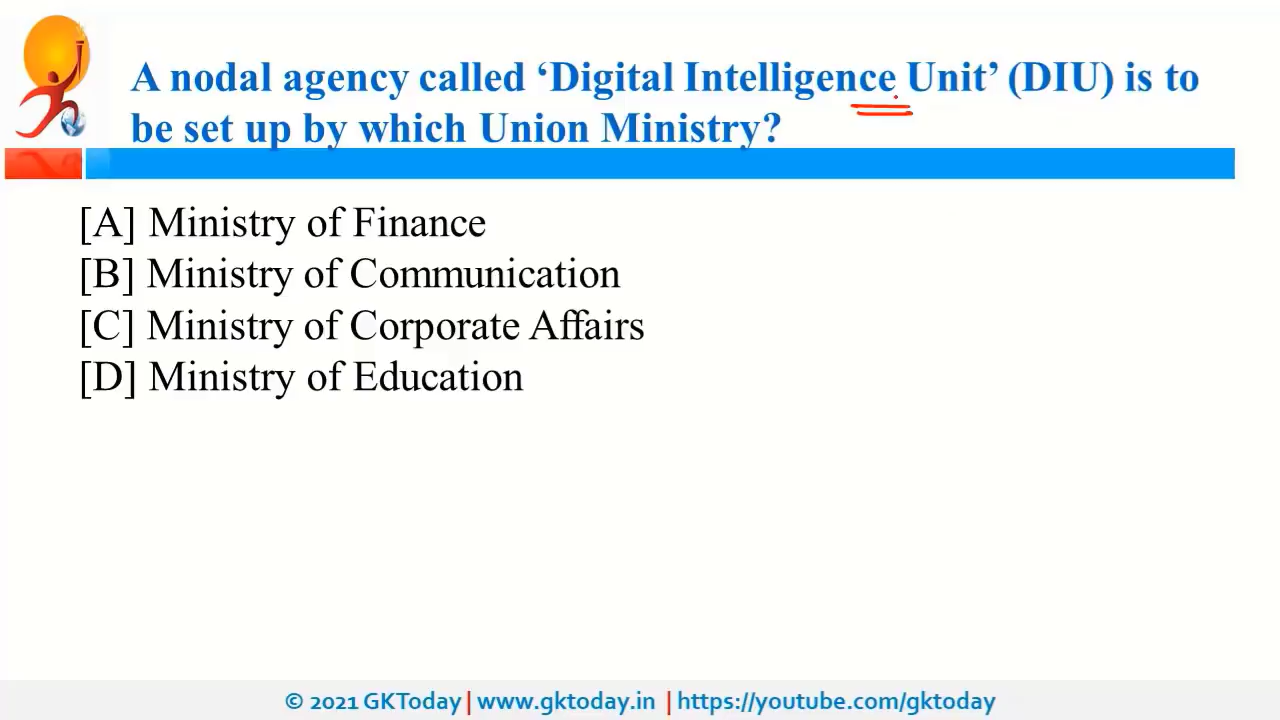 A nodal agency called ‘Digital Intelligence Unit’ (DIU) is to
be set up by which Union Ministry?
[A] Ministry of Finance
[B] Ministry of Communication
[C] Ministry of Corporate Affairs
[D] Ministry of Education
© 2021 GKToday | www.gktoday.in | https://youtube.com/gktoday